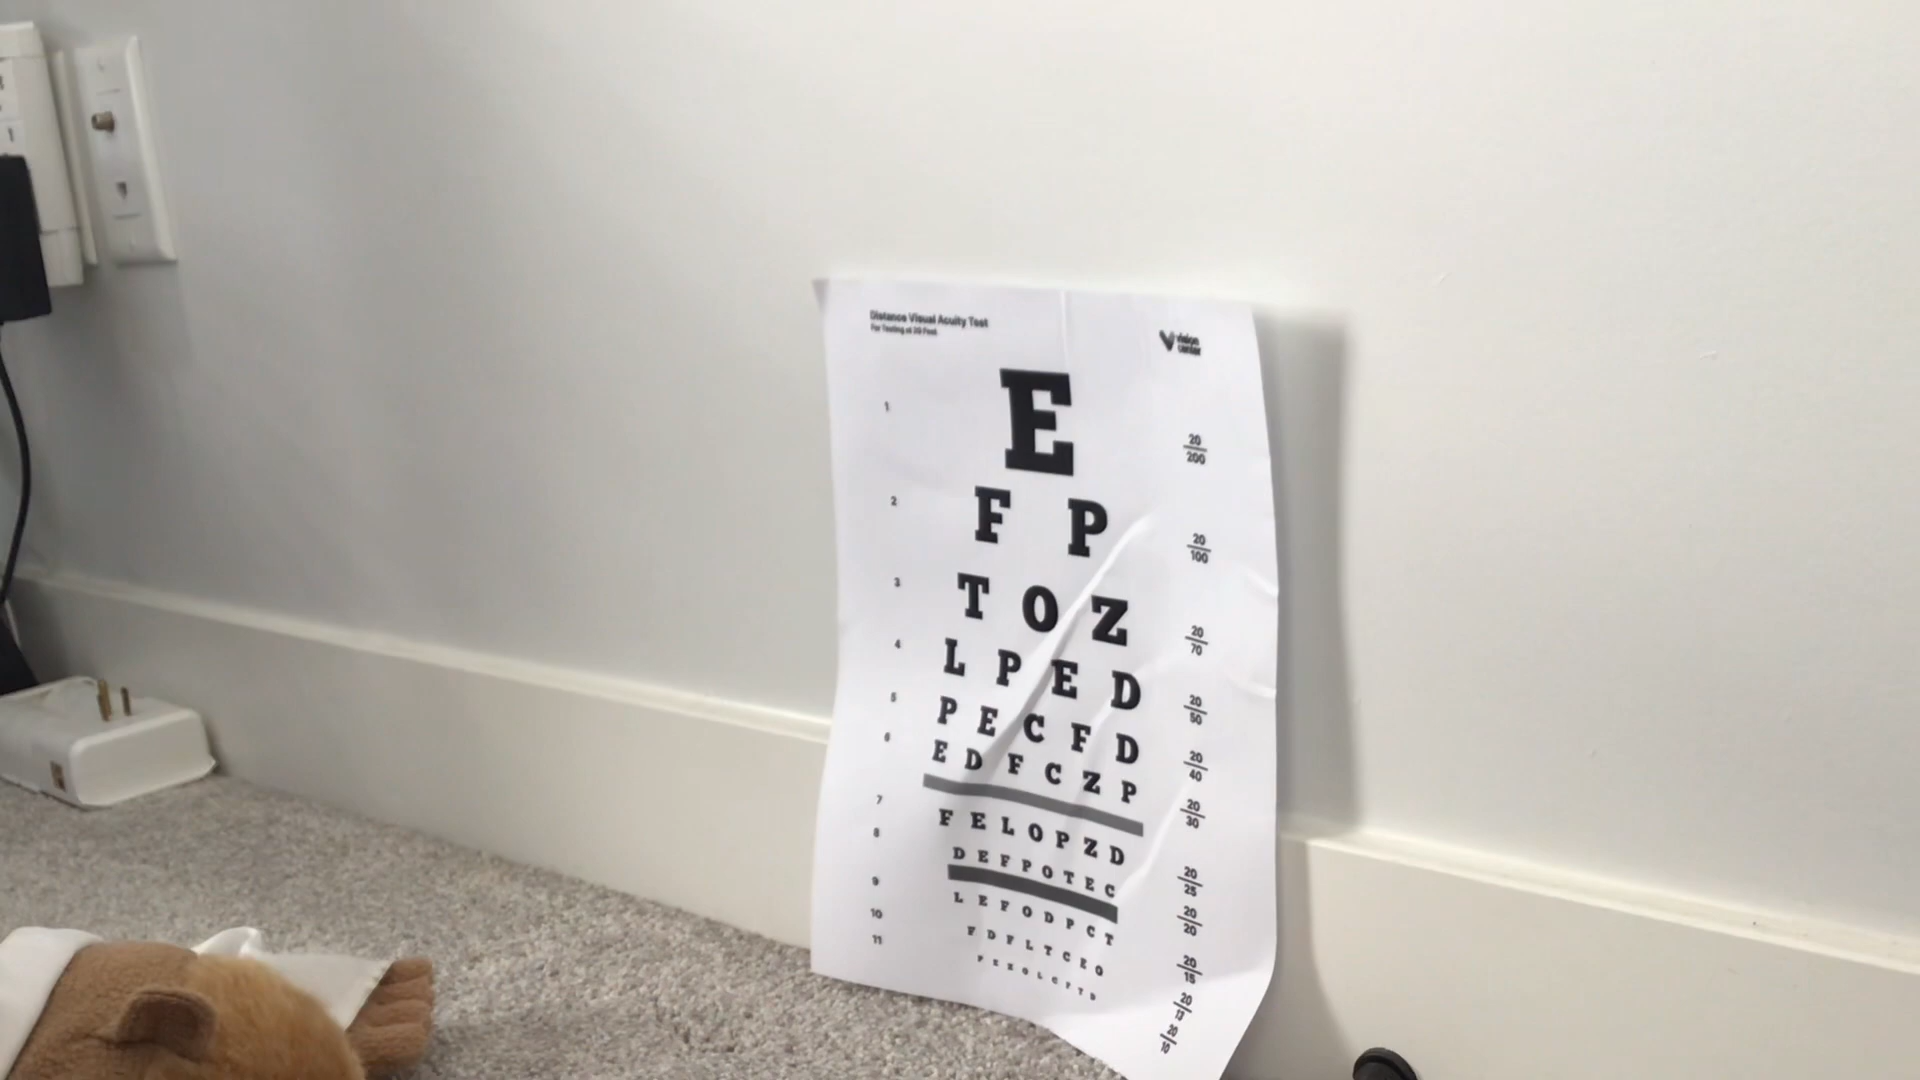 Distance Visual Acuity Test
For Testing at 20 Feet
vision center
1 E 20/200
2 F P 20/100
3 T O Z 20/70
4 L P E D 20/50
5 P E C F D 20/40
6 E D F C Z P 20/30
7 F E L O P Z D 20/25
8 D E F P O T E C 20/20
9 L E F O D P C T 20/15
10 F D F L T C E O 20/13
11